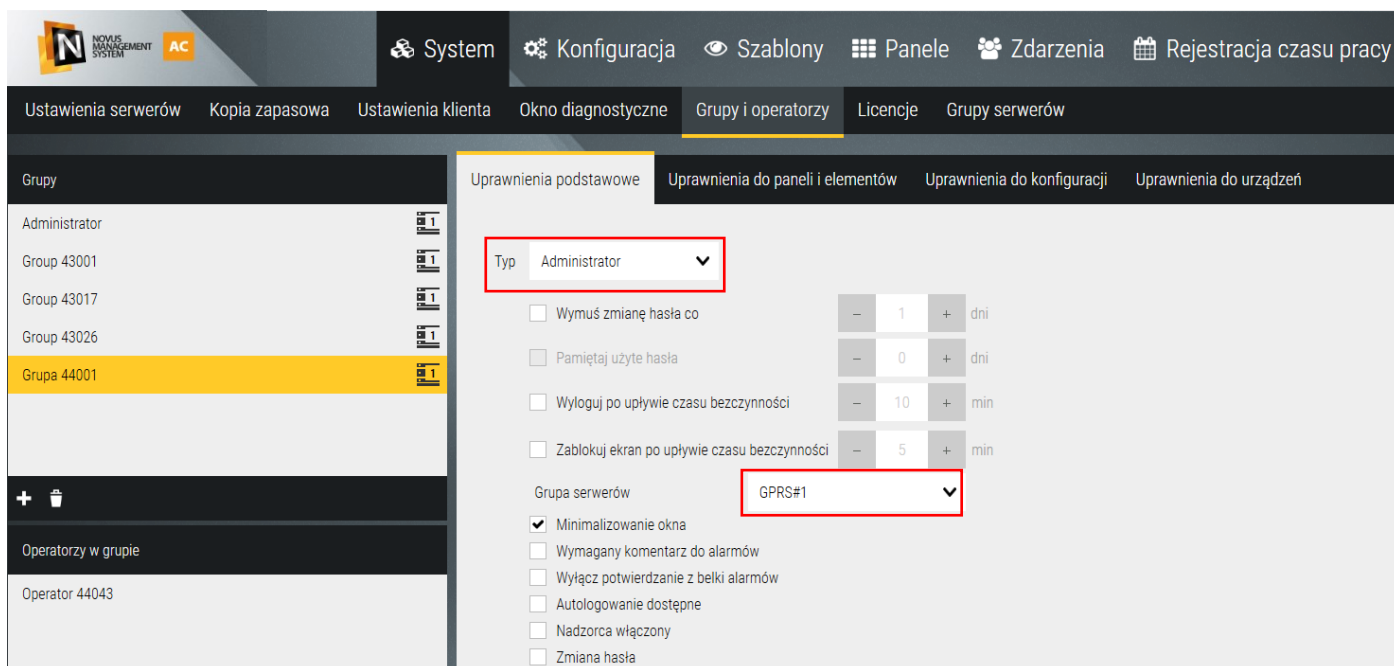 NOVUS
MANAGEMENT
SYSTEM
AC
System Konfiguracja Szablony Panele Zdarzenia Rejestracja czasu pracy
Ustawienia serwerów Kopia zapasowa Ustawienia klienta Okno diagnostyczne Grupy i operatorzy Licencje Grupy serwerów
Grupy
Administrator 1
Group 43001 1
Group 43017 1
Group 43026 1
Grupa 44001 1
Operatorzy w grupie
Operator 44043
Uprawnienia podstawowe Uprawnienia do paneli i elementów Uprawnienia do konfiguracji Uprawnienia do urządzeń
Typ Administrator
Wymuś zmianę hasła co − 1 + dni
Pamiętaj użyte hasła − 0 + dni
Wyloguj po upływie czasu bezczynności − 10 + min
Zablokuj ekran po upływie czasu bezczynności − 5 + min
Grupa serwerów GPRS#1
Minimalizowanie okna
Wymagany komentarz do alarmów
Wyłącz potwierdzanie z belki alarmów
Autologowanie dostępne
Nadzorca włączony
Zmiana hasła